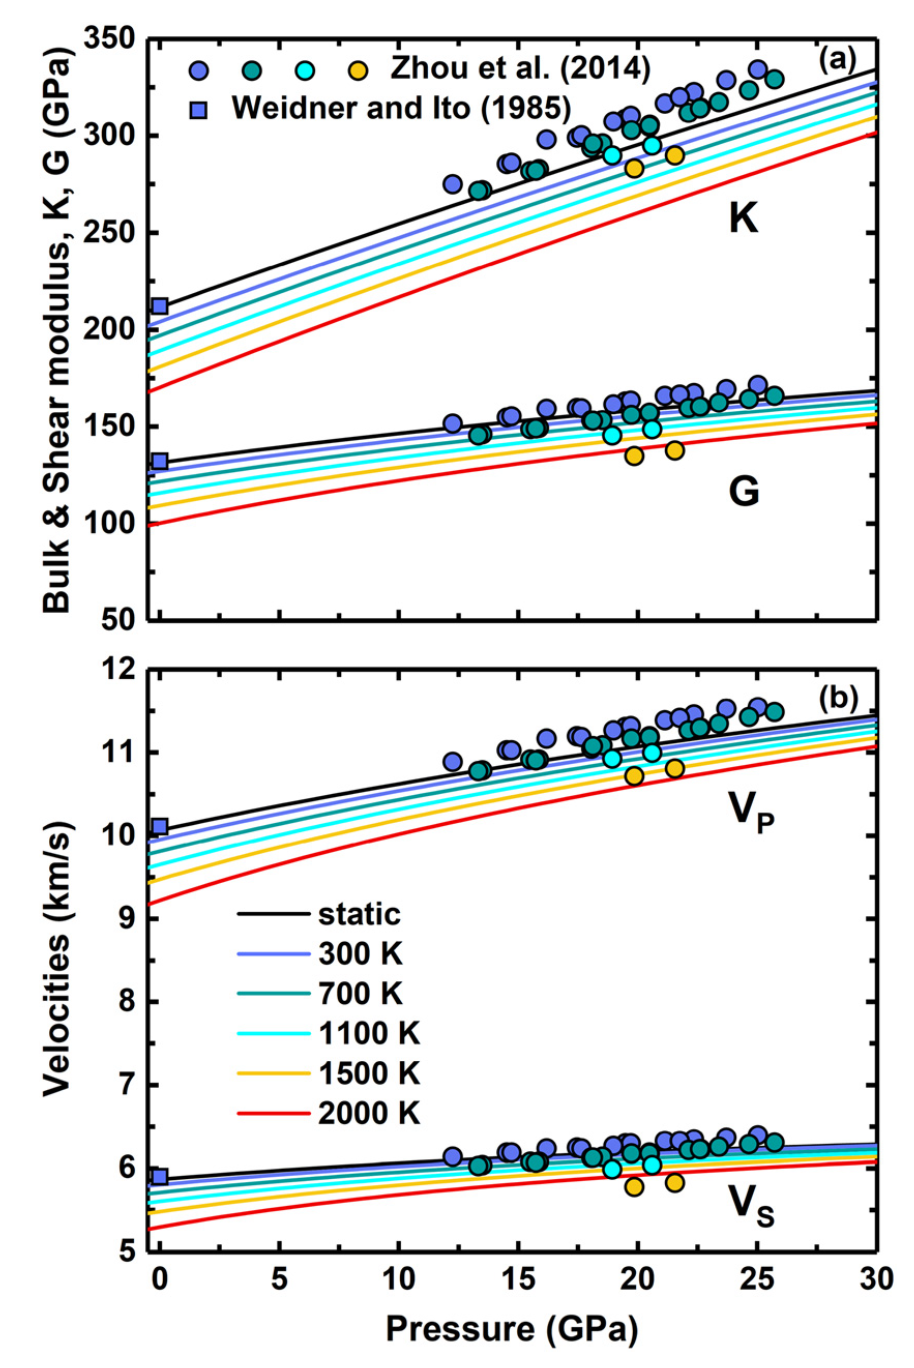 350
300
250
200
150
100
50
Bulk & Shear modulus, K, G (GPa)
(a)
Zhou et al. (2014)
Weidner and Ito (1985)
K
G
12
11
10
9
8
7
6
5
Velocities (km/s)
(b)
V_P
static
300 K
700 K
1100 K
1500 K
2000 K
V_S
0 5 10 15 20 25 30
Pressure (GPa)